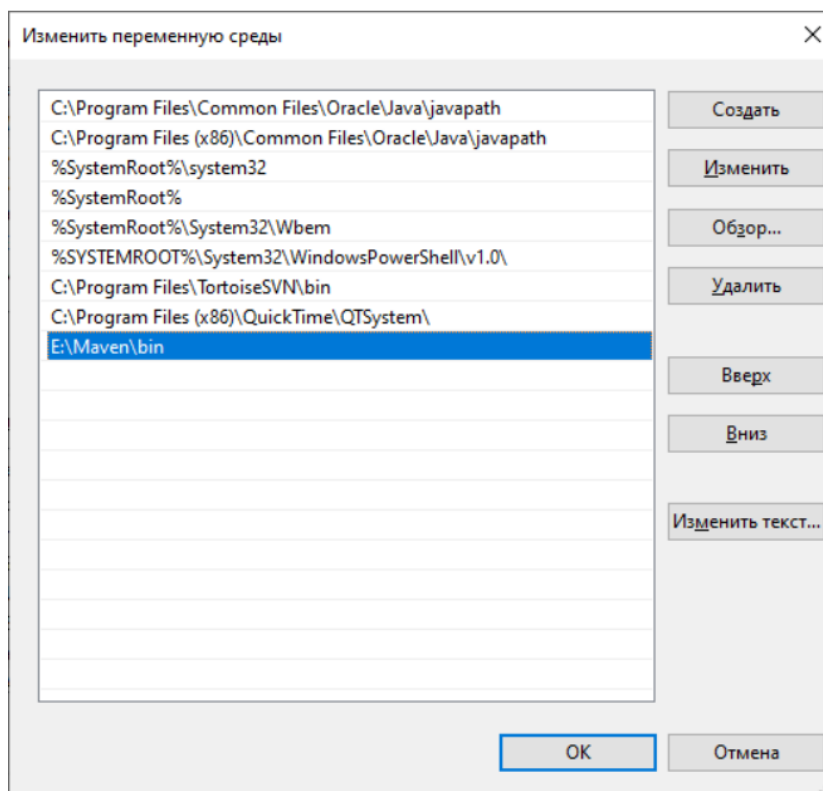 Изменить переменную среды
C:\Program Files\Common Files\Oracle\Java\javapath
C:\Program Files (x86)\Common Files\Oracle\Java\javapath
%SystemRoot%\system32
%SystemRoot%
%SystemRoot%\System32\Wbem
%SYSTEMROOT%\System32\WindowsPowerShell\v1.0\
C:\Program Files\TortoiseSVN\bin
C:\Program Files (x86)\QuickTime\QTSystem\
E:\Maven\bin
Создать
Изменить
Обзор...
Удалить
Вверх
Вниз
Изменить текст...
ОК
Отмена